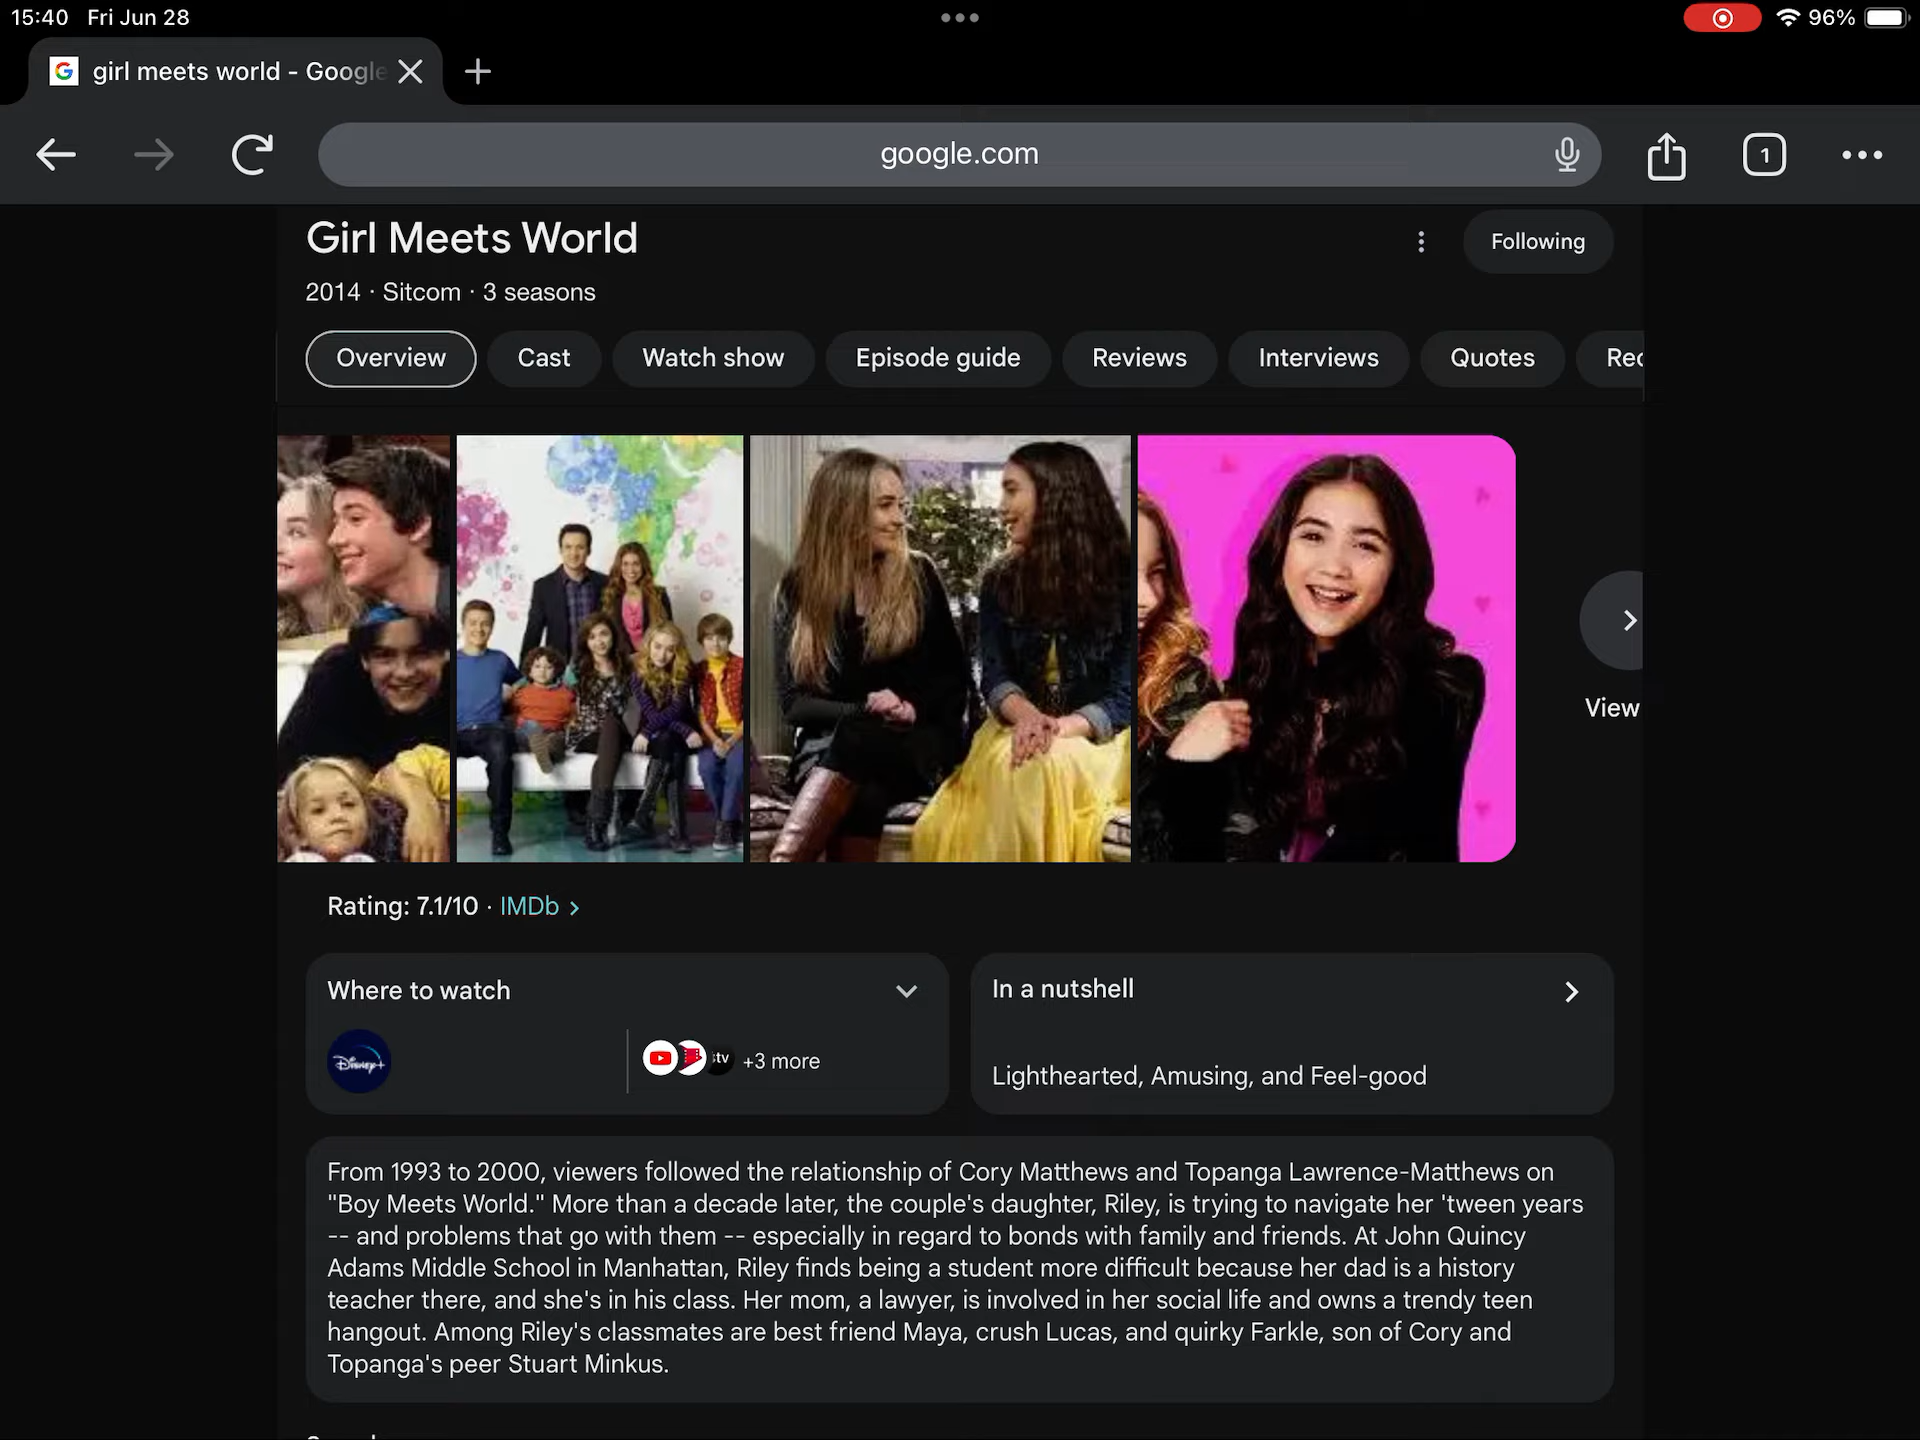 15:40 Fri Jun 28
96%
girl meets world - Google
google.com
1
Girl Meets World
Following
2014 · Sitcom · 3 seasons
Overview
Cast
Watch show
Episode guide
Reviews
Interviews
Quotes
Rec
View
Rating: 7.1/10 · IMDb
Where to watch
Disney+
tv
+3 more
In a nutshell
Lighthearted, Amusing, and Feel-good
From 1993 to 2000, viewers followed the relationship of Cory Matthews and Topanga Lawrence-Matthews on
"Boy Meets World." More than a decade later, the couple's daughter, Riley, is trying to navigate her 'tween years
-- and problems that go with them -- especially in regard to bonds with family and friends. At John Quincy
Adams Middle School in Manhattan, Riley finds being a student more difficult because her dad is a history
teacher there, and she's in his class. Her mom, a lawyer, is involved in her social life and owns a trendy teen
hangout. Among Riley's classmates are best friend Maya, crush Lucas, and quirky Farkle, son of Cory and
Topanga's peer Stuart Minkus.